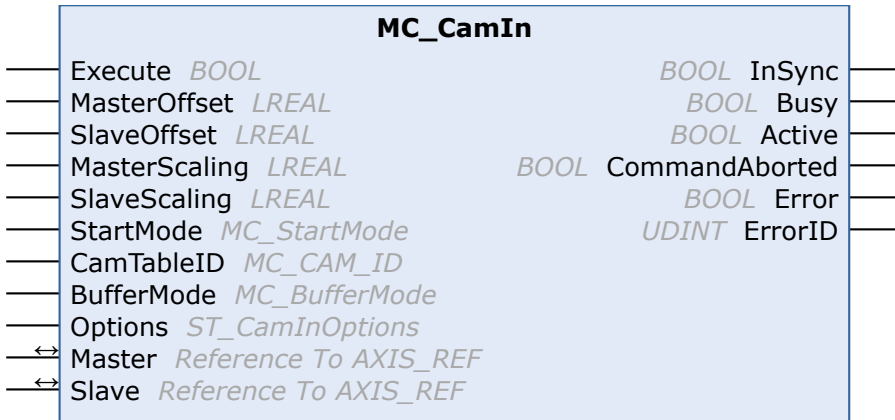 MC_CamIn
Execute BOOL BOOL InSync
MasterOffset LREAL BOOL Busy
SlaveOffset LREAL BOOL Active
MasterScaling LREAL BOOL CommandAborted
SlaveScaling LREAL BOOL Error
StartMode MC_StartMode UDINT ErrorID
CamTableID MC_CAM_ID
BufferMode MC_BufferMode
Options ST_CamInOptions
↔ Master Reference To AXIS_REF
↔ Slave Reference To AXIS_REF